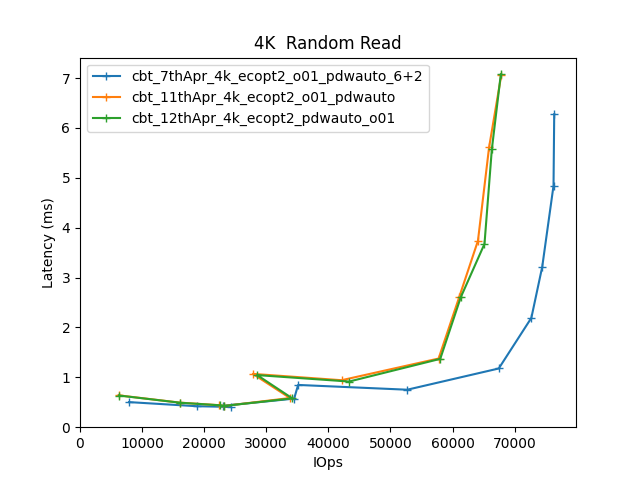 4K  Random Read
cbt_7thApr_4k_ecopt2_o01_pdwauto_6+2
cbt_11thApr_4k_ecopt2_o01_pdwauto
cbt_12thApr_4k_ecopt2_pdwauto_o01
Latency (ms)
7
6
5
4
3
2
1
0
0 10000 20000 30000 40000 50000 60000 70000
IOps